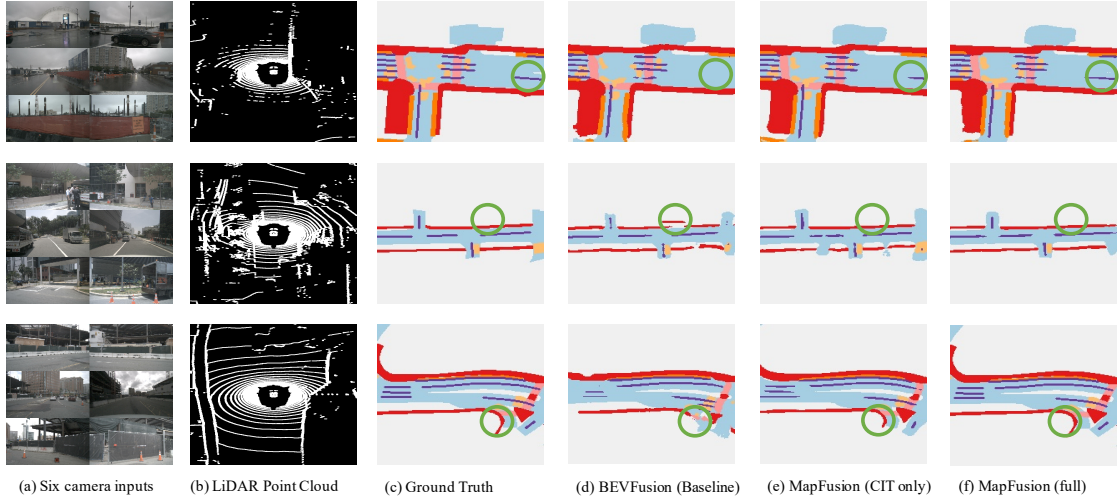 (a) Six camera inputs
(b) LiDAR Point Cloud
(c) Ground Truth
(d) BEVFusion (Baseline)
(e) MapFusion (CIT only)
(f) MapFusion (full)